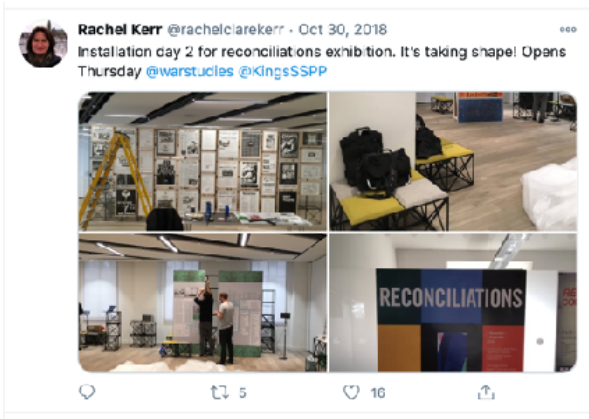 Rachel Kerr @rachelclarekerr · Oct 30, 2018
Installation day 2 for reconciliations exhibition. It's taking shape! Opens
Thursday @warstudies @KingsSSPP
RECONCILIATIONS
5
16